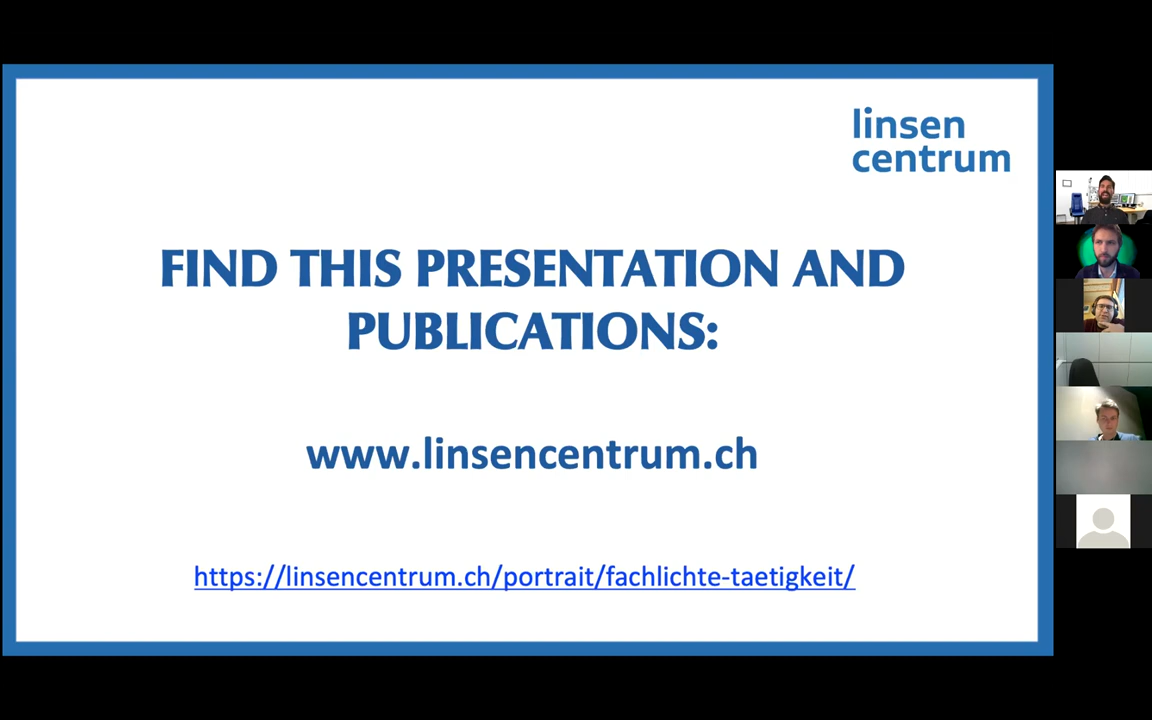 linsen
centrum
FIND THIS PRESENTATION AND
PUBLICATIONS:
www.linsencentrum.ch
https://linsencentrum.ch/portrait/fachlichte-taetigkeit/